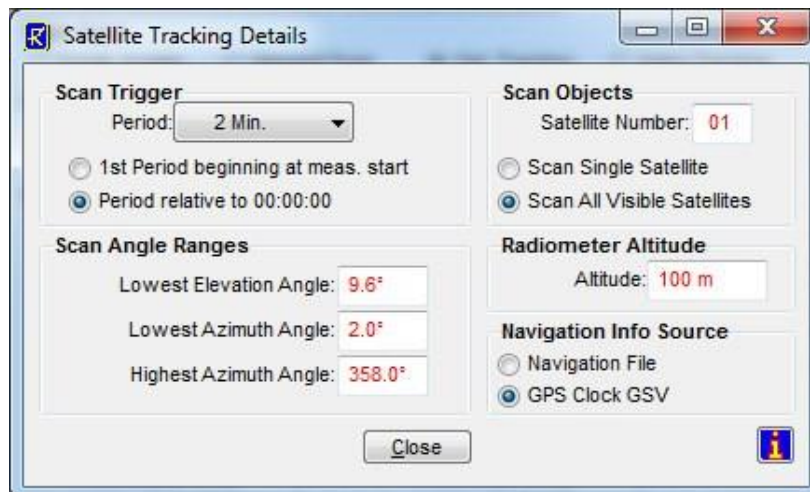 Satellite Tracking Details
Scan Trigger
Period: 2 Min.
1st Period beginning at meas. start
Period relative to 00:00:00
Scan Angle Ranges
Lowest Elevation Angle: 9.6°
Lowest Azimuth Angle: 2.0°
Highest Azimuth Angle: 358.0°
Scan Objects
Satellite Number: 01
Scan Single Satellite
Scan All Visible Satellites
Radiometer Altitude
Altitude: 100 m
Navigation Info Source
Navigation File
GPS Clock GSV
Close